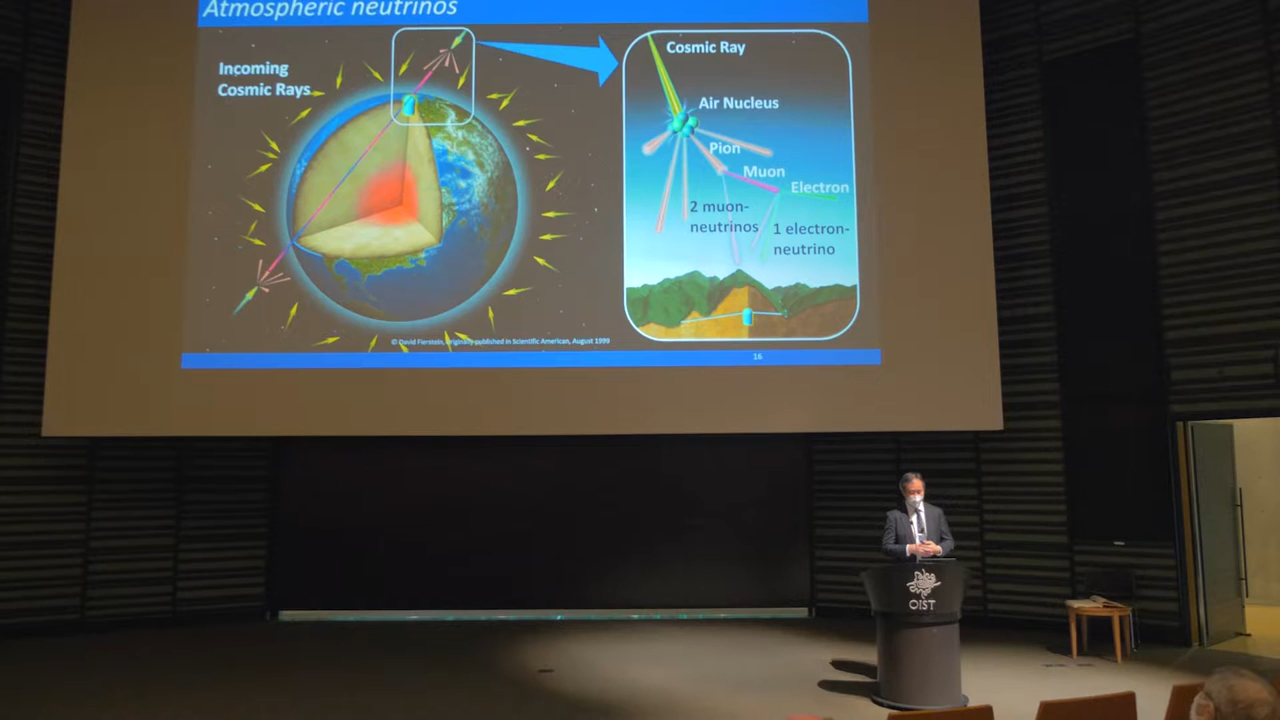 Atmospheric neutrinos
Incoming
Cosmic Rays
Cosmic Ray
Air Nucleus
Pion
Muon
Electron
2 muon-
neutrinos
1 electron-
neutrino
© David Fierstein, originally published in Scientific American, August 1999
16
OIST